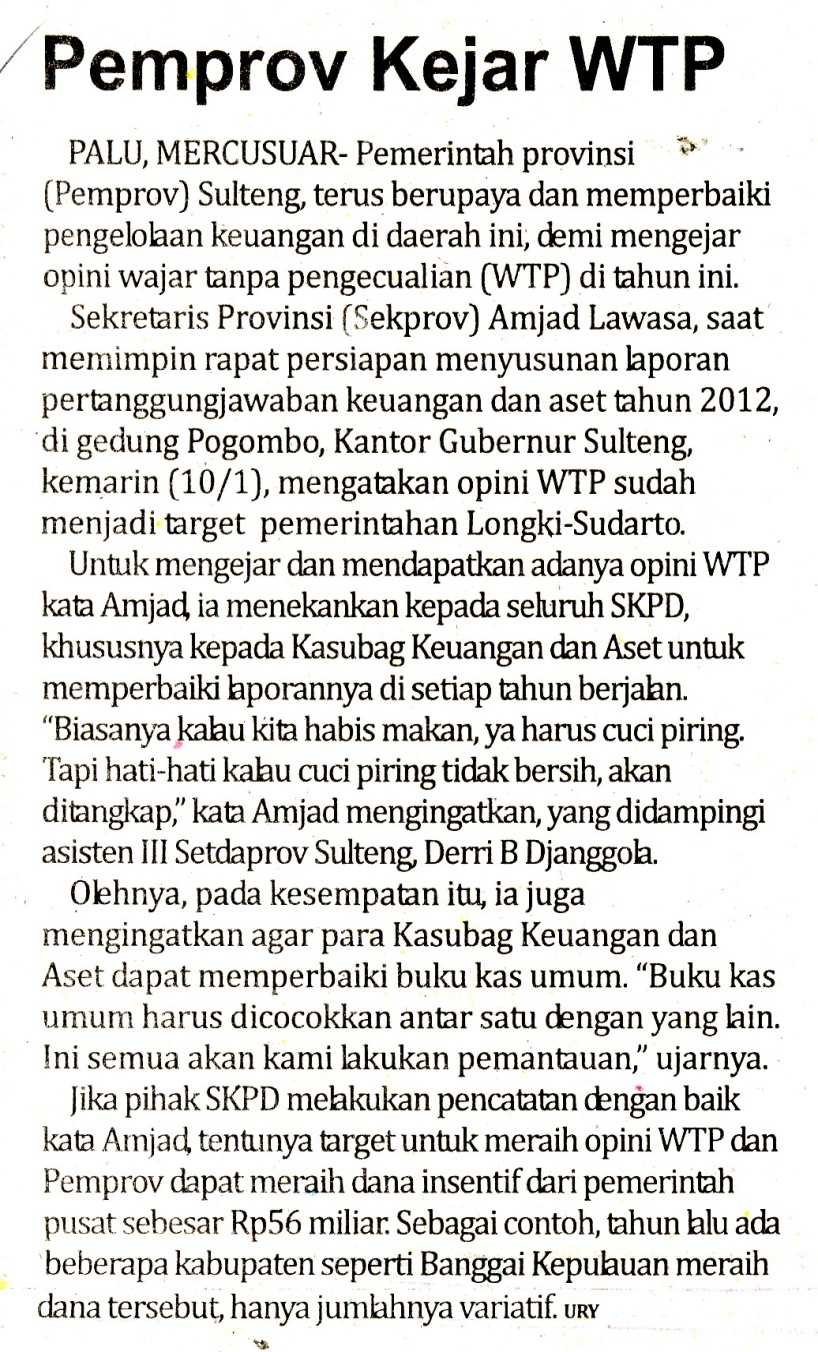 Pemprov Kejar WTP
PALU, MERCUSUAR- Pemerintah provinsi
(Pemprov) Sulteng, terus berupaya dan memperbaiki
pengelolaan keuangan di daerah ini, demi mengejar
opini wajar tanpa pengecualian (WTP) di tahun ini.
Sekretaris Provinsi (Sekprov) Amjad Lawasa, saat
memimpin rapat persiapan menyusunan laporan
pertanggungjawaban keuangan dan aset tahun 2012,
di gedung Pogombo, Kantor Gubernur Sulteng,
kemarin (10/1), mengatakan opini WTP sudah
menjadi target pemerintahan Longki-Sudarto.
Untuk mengejar dan mendapatkan adanya opini WTP
kata Amjad, ia menekankan kepada seluruh SKPD,
khususnya kepada Kasubag Keuangan dan Aset untuk
memperbaiki laporannya di setiap tahun berjalan.
“Biasanya kalau kita habis makan, ya harus cuci piring.
Tapi hati-hati kalau cuci piring tidak bersih, akan
ditangkap,” kata Amjad mengingatkan, yang didampingi
asisten III Setdaprov Sulteng, Derri B Djanggola.
Olehnya, pada kesempatan itu, ia juga
mengingatkan agar para Kasubag Keuangan dan
Aset dapat memperbaiki buku kas umum. “Buku kas
umum harus dicocokkan antar satu dengan yang lain.
Ini semua akan kami lakukan pemantauan,” ujarnya.
Jika pihak SKPD melakukan pencatatan dengan baik
kata Amjad, tentunya target untuk meraih opini WTP dan
Pemprov dapat meraih dana insentif dari pemerintah
pusat sebesar Rp56 miliar. Sebagai contoh, tahun lalu ada
beberapa kabupaten seperti Banggai Kepulauan meraih
dana tersebut, hanya jumlahnya variatif. URY